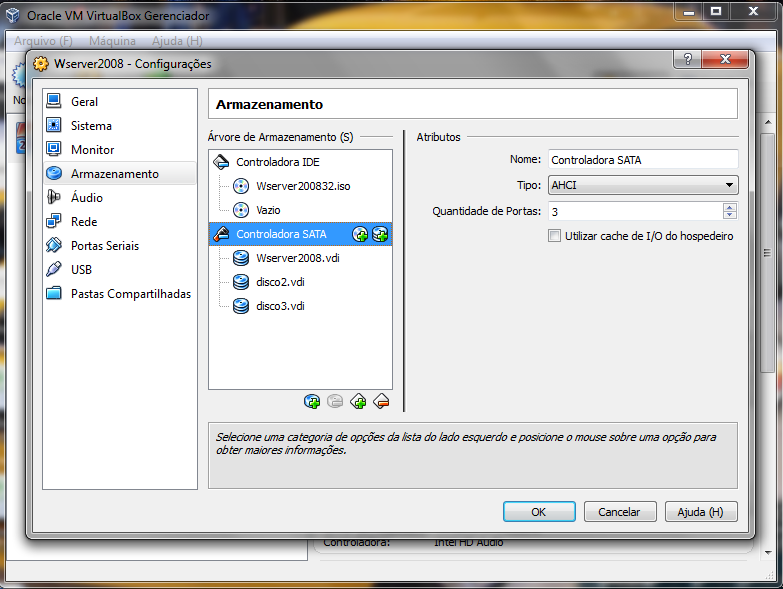 Oracle VM VirtualBox Gerenciador
Arquivo (F) Máquina Ajuda (H)
Wserver2008 - Configurações
Geral
Sistema
Monitor
Armazenamento
Áudio
Rede
Portas Seriais
USB
Pastas Compartilhadas
Armazenamento
Árvore de Armazenamento (S)
Controladora IDE
Wserver200832.iso
Vazio
Controladora SATA
Wserver2008.vdi
disco2.vdi
disco3.vdi
Atributos
Nome: Controladora SATA
Tipo: AHCI
Quantidade de Portas: 3
Utilizar cache de I/O do hospedeiro
Selecione uma categoria de opções da lista do lado esquerdo e posicione o mouse sobre uma opção para
obter maiores informações.
OK Cancelar Ajuda (H)
Controladora: Intel HD Audio